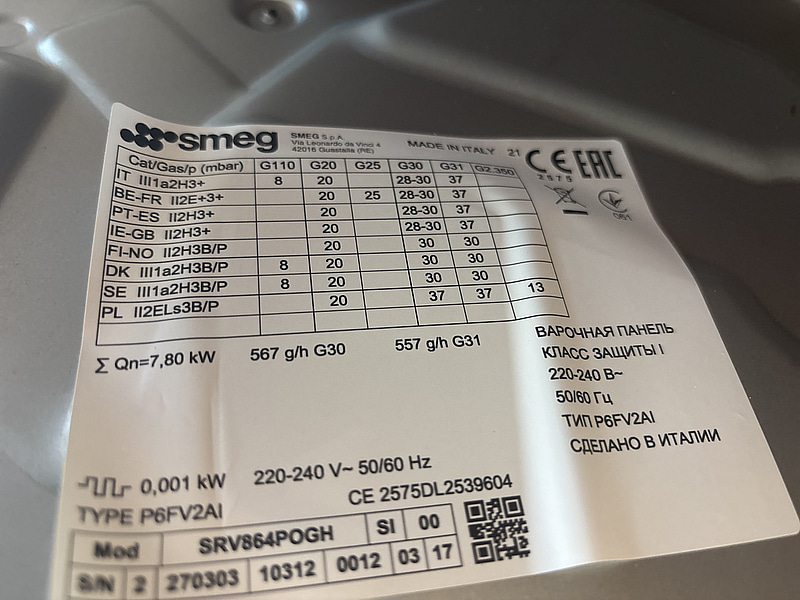 smeg SMEG S.p.A.
Via Leonardo da Vinci 4
42016 Guastalla (RE)
MADE IN ITALY 21 CE EAC
2575
081
Cat/Gas/p (mbar) G110 G20 G25 G30 G31 G2.350
IT III1a2H3+ 8 20 28-30 37
BE-FR II2E+3+ 20 25 28-30 37
PT-ES II2H3+ 20 28-30 37
IE-GB II2H3+ 20 28-30 37
FI-NO II2H3B/P 20 30 30
DK III1a2H3B/P 8 20 30 30
SE III1a2H3B/P 8 20 30 30
PL II2ELs3B/P 20 37 37 13
∑ Qn=7,80 kW 567 g/h G30 557 g/h G31
ВАРОЧНАЯ ПАНЕЛЬ
КЛАСС ЗАЩИТЫ I
220-240 В~
50/60 Гц
ТИП P6FV2AI
СДЕЛАНО В ИТАЛИИ
0,001 kW 220-240 V~ 50/60 Hz
TYPE P6FV2AI CE 2575DL2539604
Mod SRV864POGH SI 00
S/N 2 270303 10312 0012 03 17